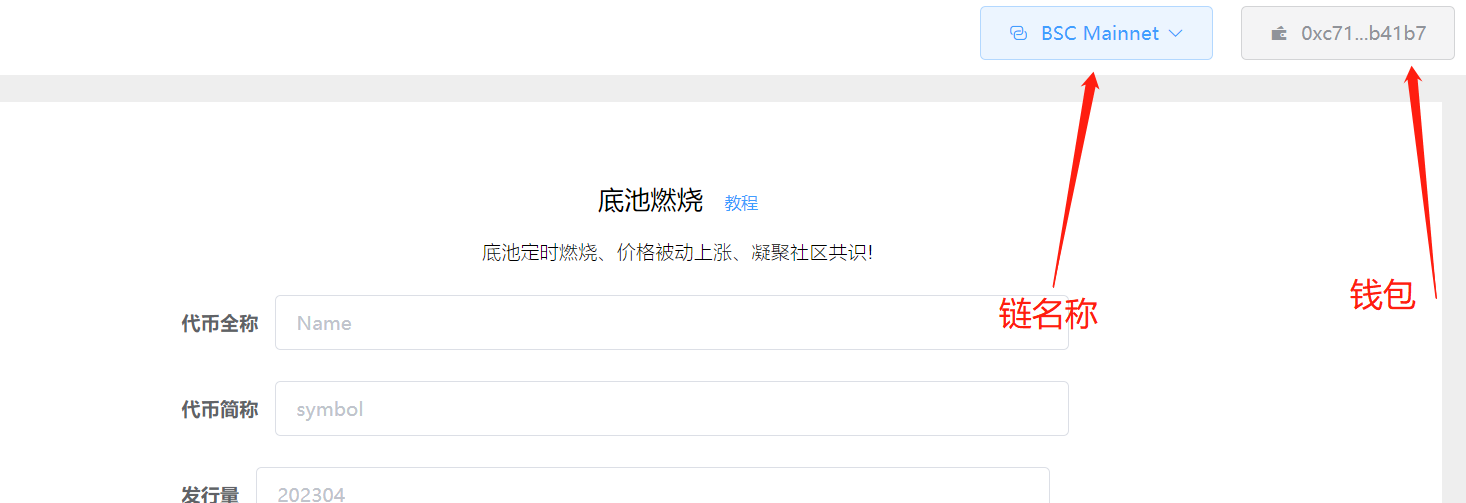 BSC Mainnet
0xc71...b41b7
底池燃烧 教程
底池定时燃烧、价格被动上涨、凝聚社区共识!
链名称
钱包
代币全称 Name
代币简称 symbol
发行量 202304